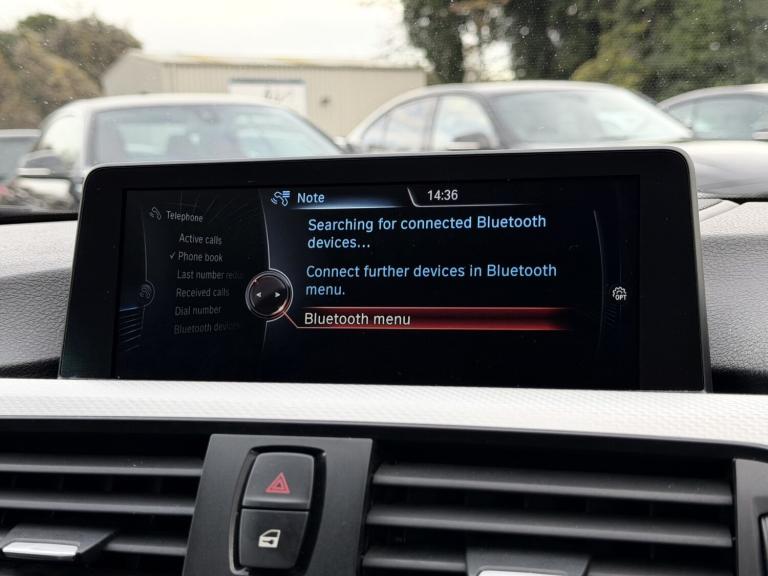 Note
14:36
Telephone
Active calls
✓ Phone book
Last number redi
Received calls
Dial number
Bluetooth devices
Searching for connected Bluetooth
devices...
Connect further devices in Bluetooth
menu.
Bluetooth menu
OPT